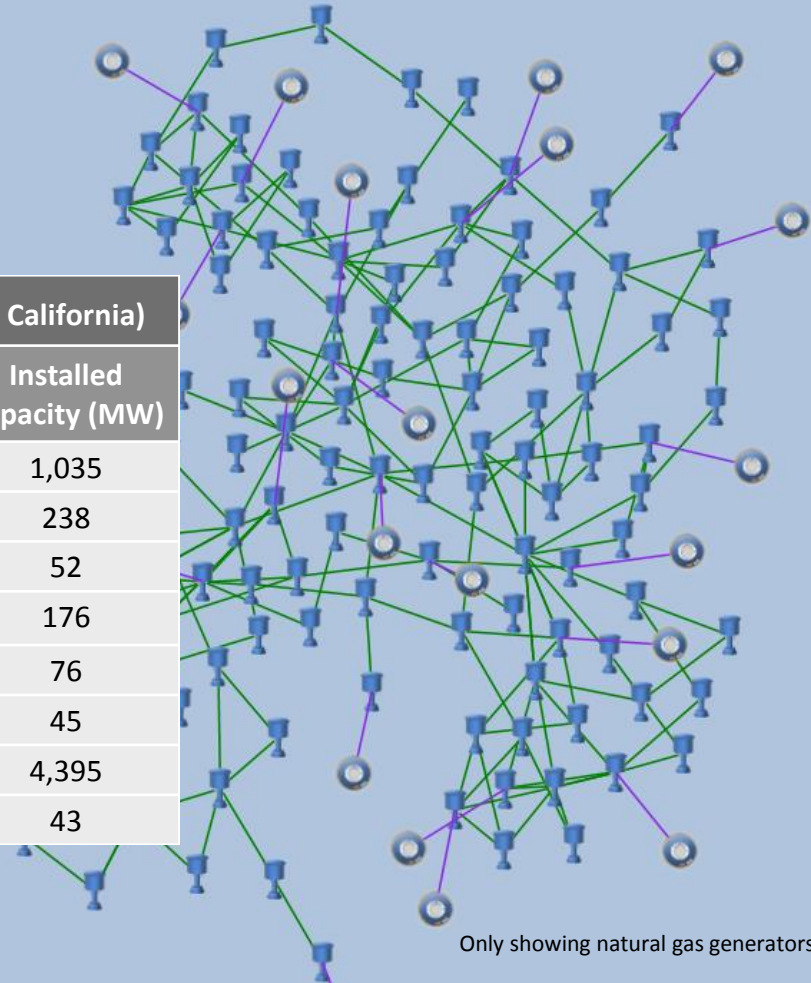 California)
Installed
pacity (MW)
1,035
238
52
176
76
45
4,395
43
Only showing natural gas generators